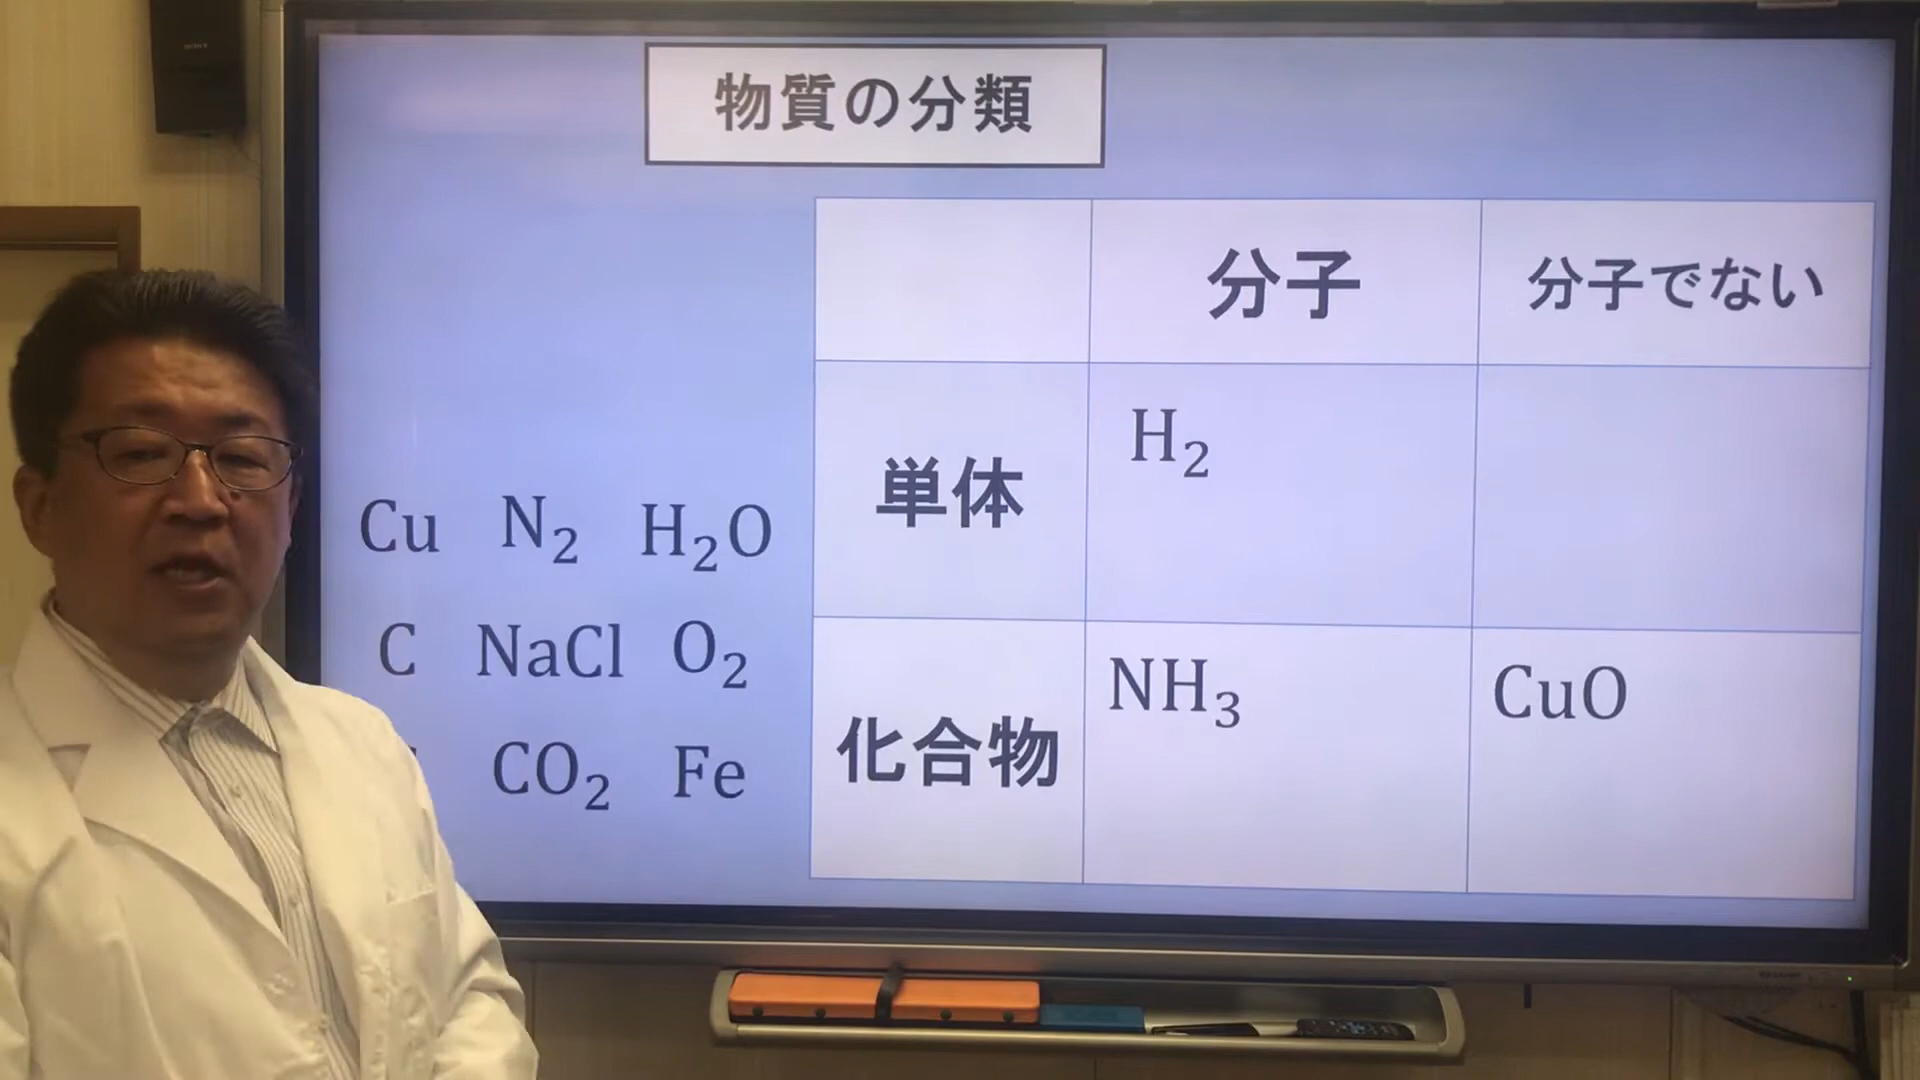 物質の分類
分子 分子でない
Cu N₂ H₂O
単体 H₂
C NaCl O₂
CO₂ Fe
化合物 NH₃ CuO
SONY